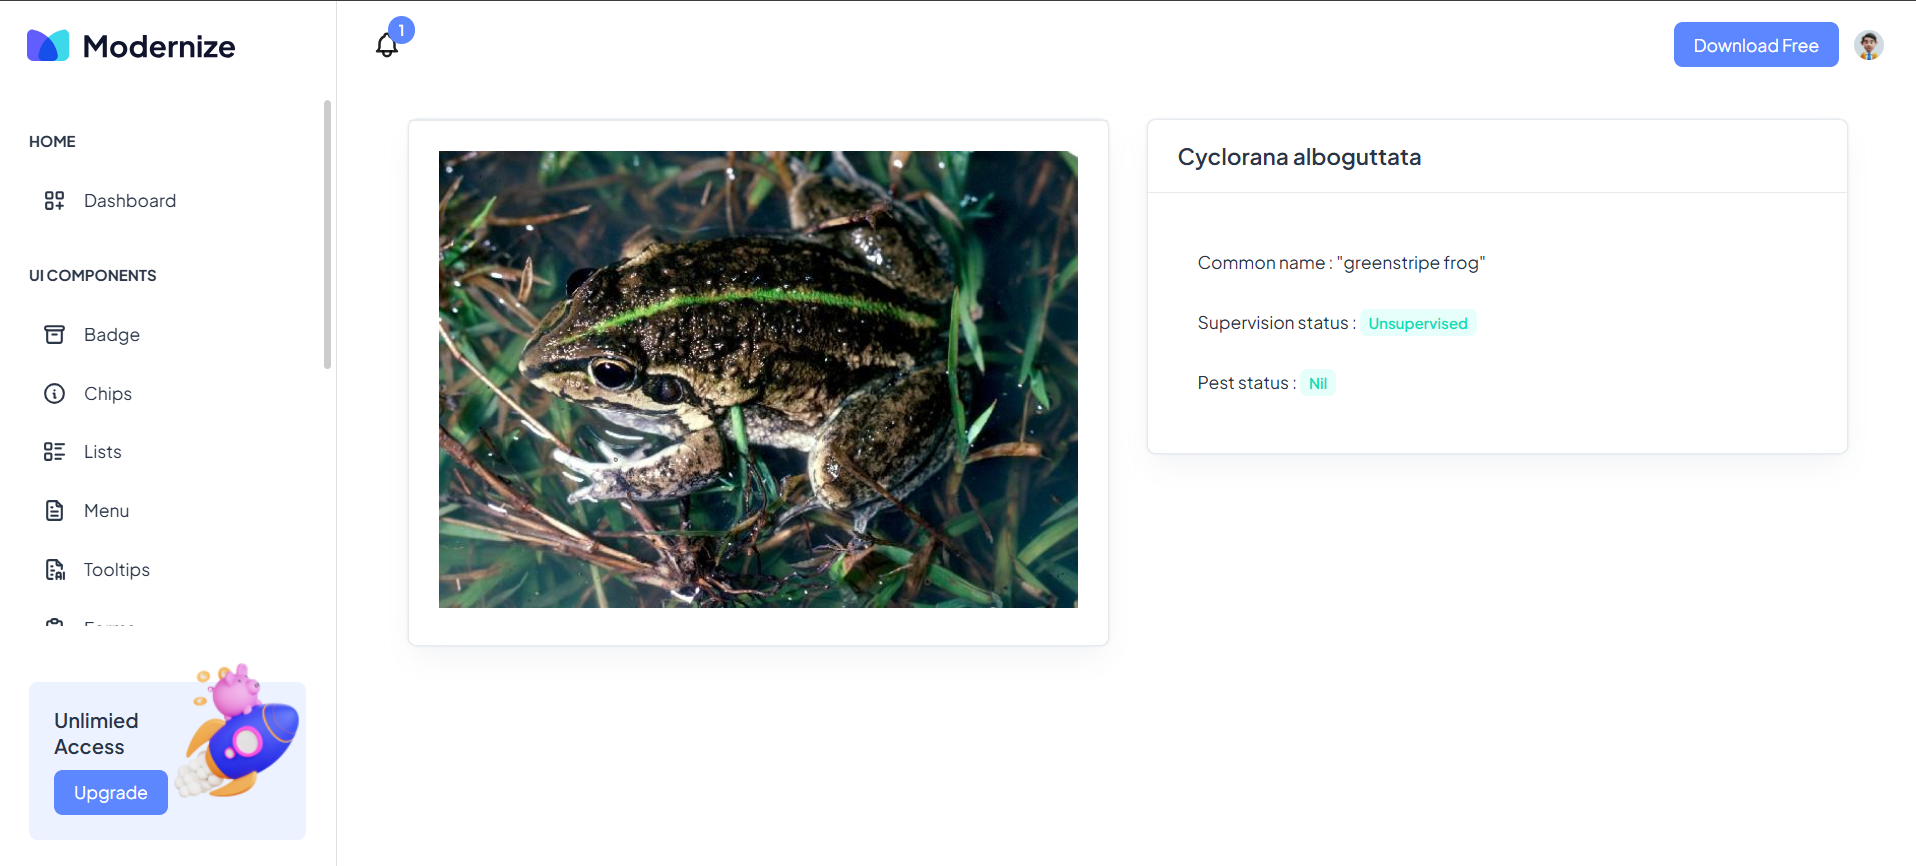 Modernize
1
Download Free
HOME
Dashboard
UI COMPONENTS
Badge
Chips
Lists
Menu
Tooltips
Unlimied
Access
Upgrade
Cyclorana alboguttata
Common name : "greenstripe frog"
Supervision status : Unsupervised
Pest status : Nil